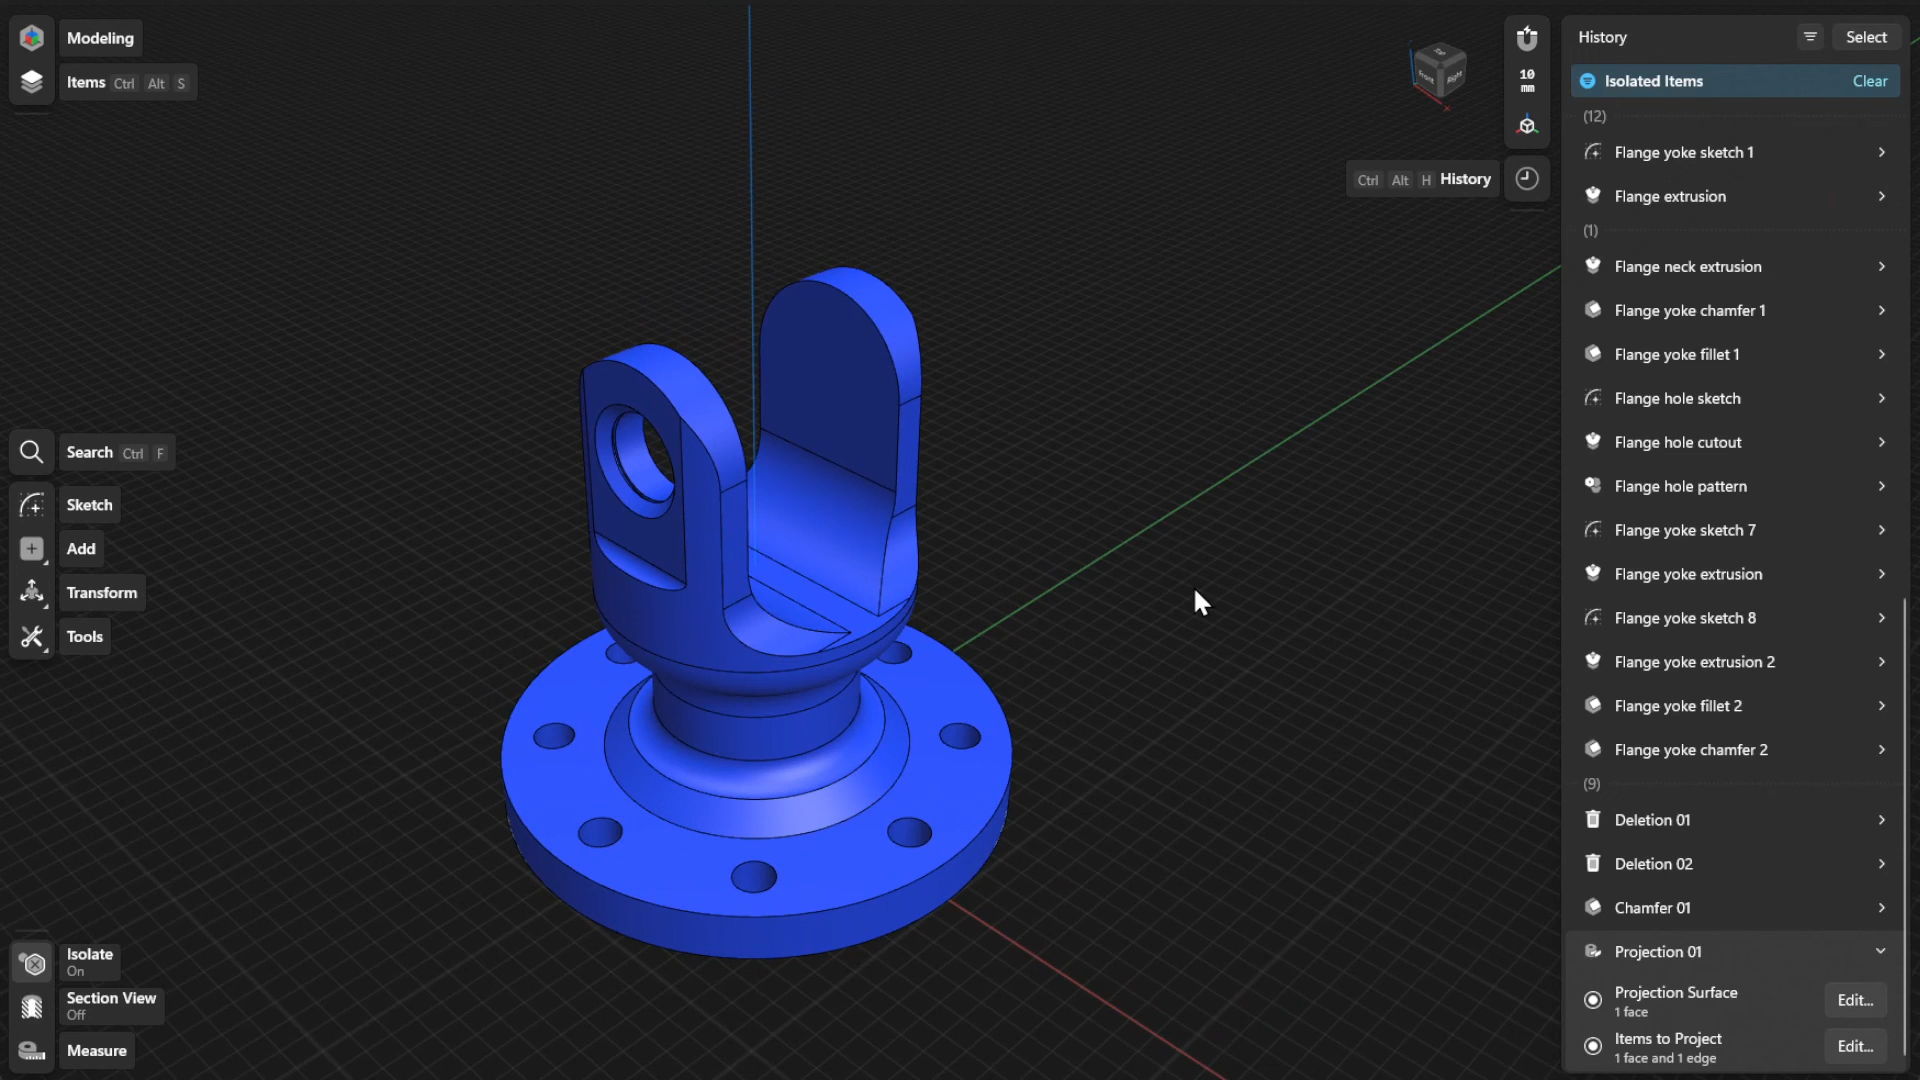 Modeling
Items Ctrl Alt S
Search Ctrl F
Sketch
Add
Transform
Tools
Isolate
On
Section View
Off
Measure
Top
Front
Right
X
10
mm
Ctrl Alt H History
History
Select
Isolated Items
Clear
(12)
Flange yoke sketch 1
Flange extrusion
(1)
Flange neck extrusion
Flange yoke chamfer 1
Flange yoke fillet 1
Flange hole sketch
Flange hole cutout
Flange hole pattern
Flange yoke sketch 7
Flange yoke extrusion
Flange yoke sketch 8
Flange yoke extrusion 2
Flange yoke fillet 2
Flange yoke chamfer 2
(9)
Deletion 01
Deletion 02
Chamfer 01
Projection 01
Projection Surface
1 face
Edit...
Items to Project
1 face and 1 edge
Edit...